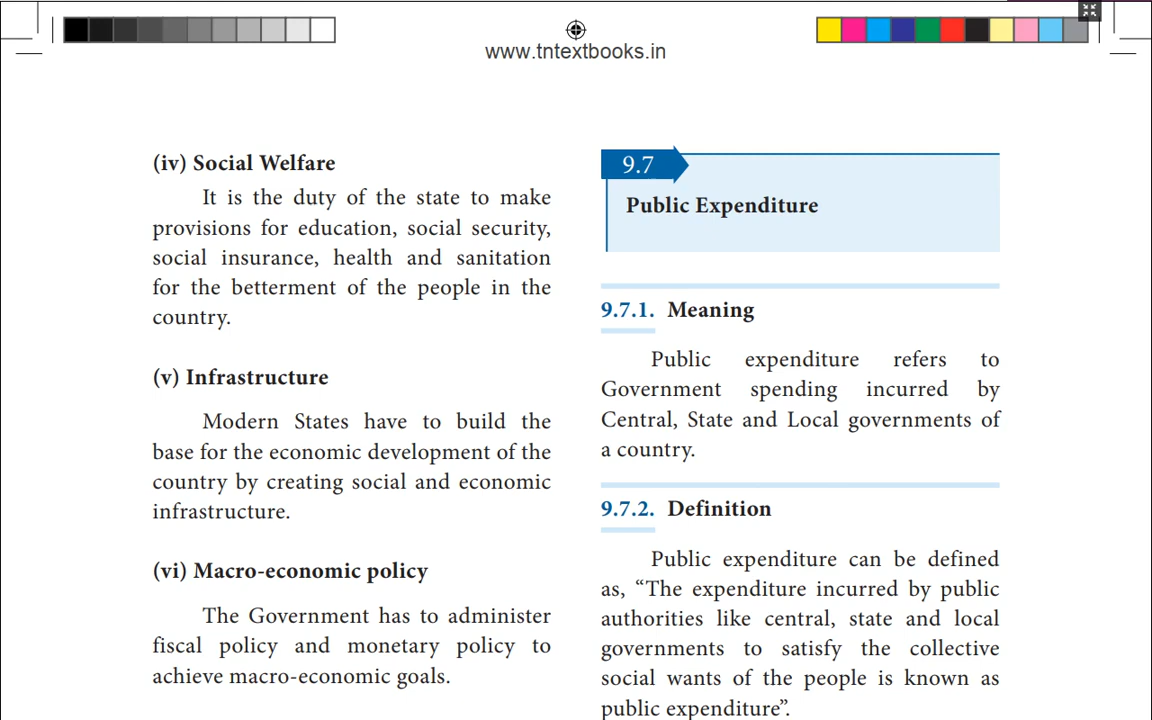 www.tntextbooks.in
(iv) Social Welfare
It is the duty of the state to make
provisions for education, social security,
social insurance, health and sanitation
for the betterment of the people in the
country.
(v) Infrastructure
Modern States have to build the
base for the economic development of the
country by creating social and economic
infrastructure.
(vi) Macro-economic policy
The Government has to administer
fiscal policy and monetary policy to
achieve macro-economic goals.
9.7
Public Expenditure
9.7.1. Meaning
Public expenditure refers to
Government spending incurred by
Central, State and Local governments of
a country.
9.7.2. Definition
Public expenditure can be defined
as, “The expenditure incurred by public
authorities like central, state and local
governments to satisfy the collective
social wants of the people is known as
public expenditure”.